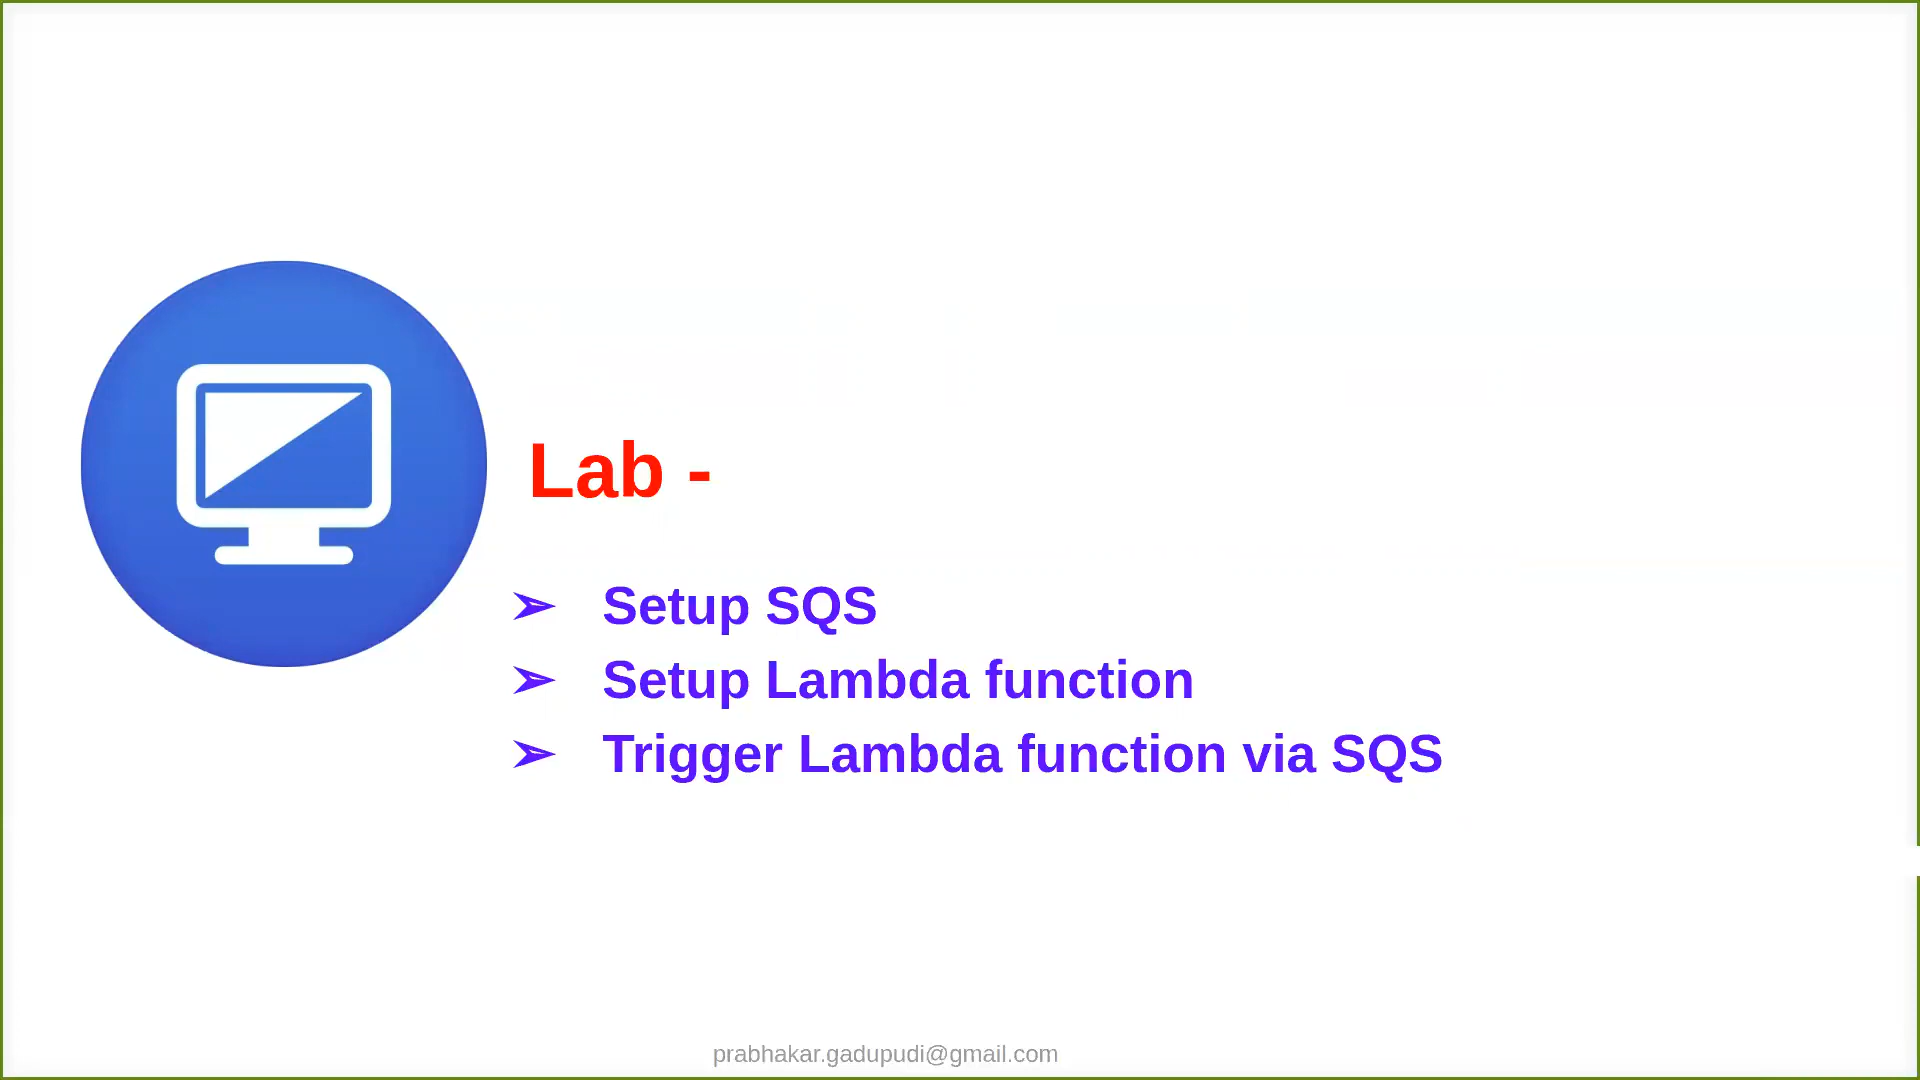 Lab -
➢ Setup SQS
➢ Setup Lambda function
➢ Trigger Lambda function via SQS
prabhakar.gadupudi@gmail.com